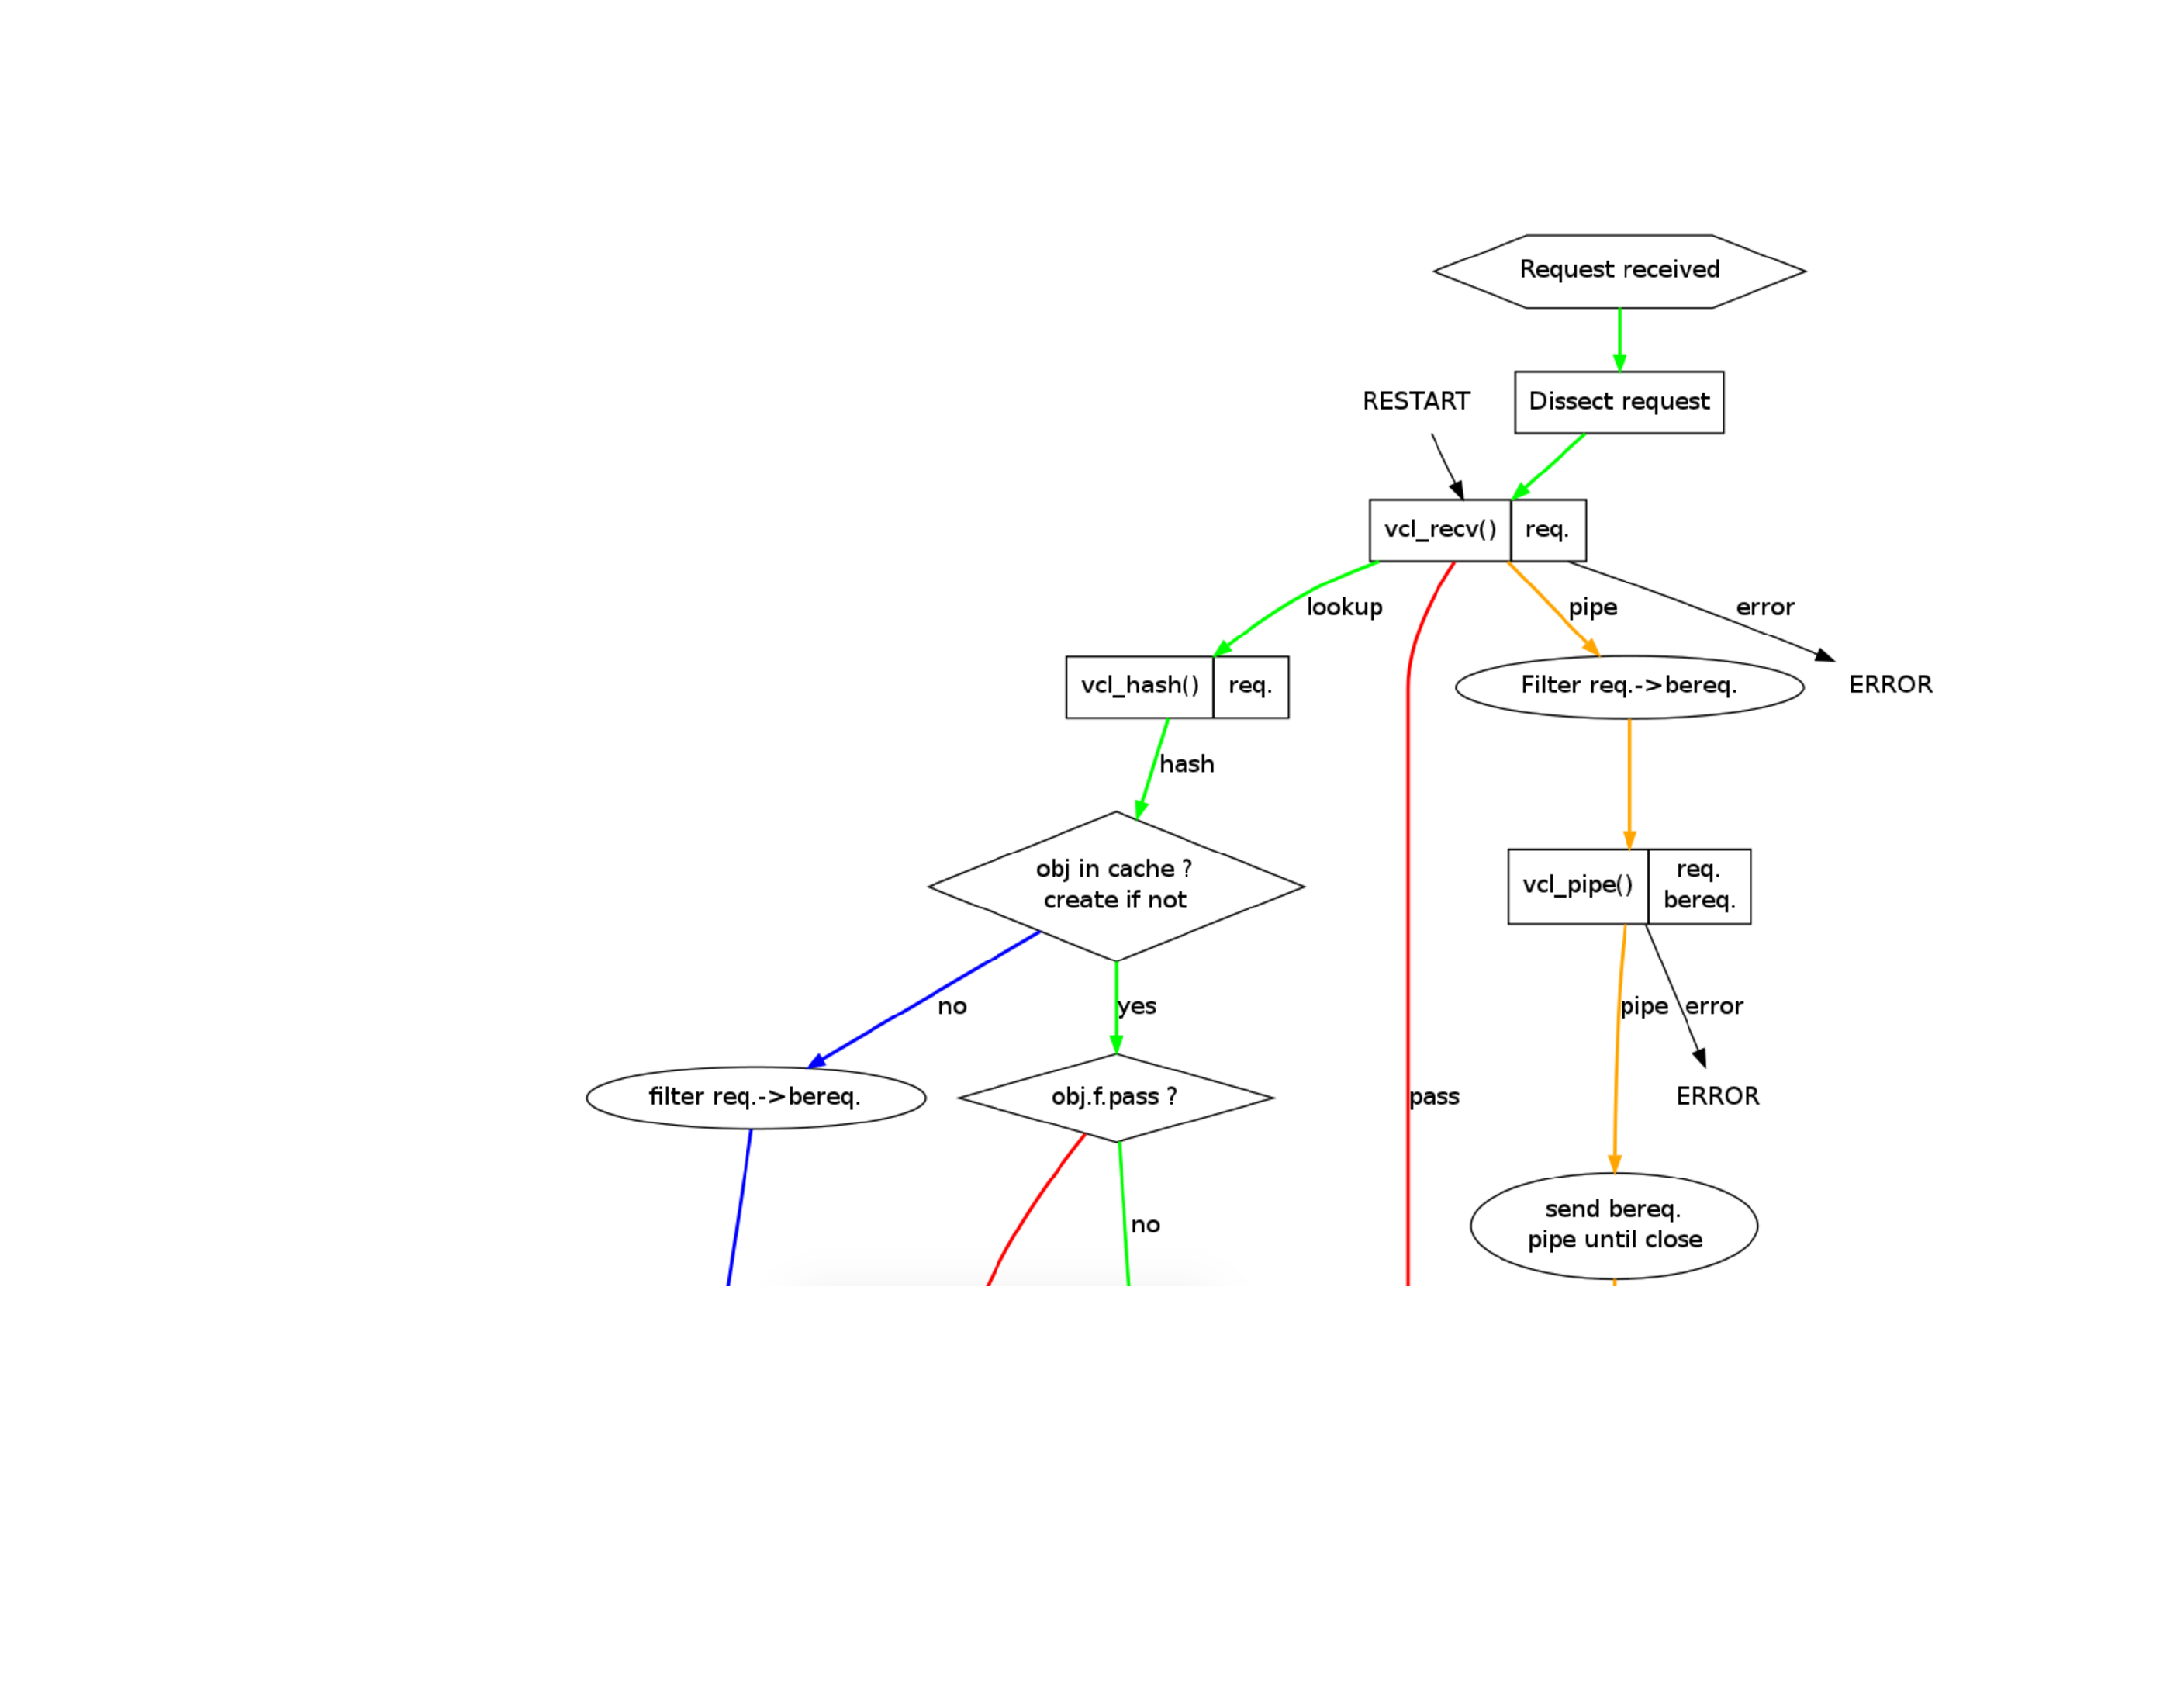 Request received
RESTART
Dissect request
vcl_recv()
req.
lookup
pipe
error
vcl_hash()
req.
Filter req.->bereq.
ERROR
hash
obj in cache ?
create if not
vcl_pipe()
req.
bereq.
no
yes
pipe
error
filter req.->bereq.
obj.f.pass ?
pass
ERROR
no
send bereq.
pipe until close